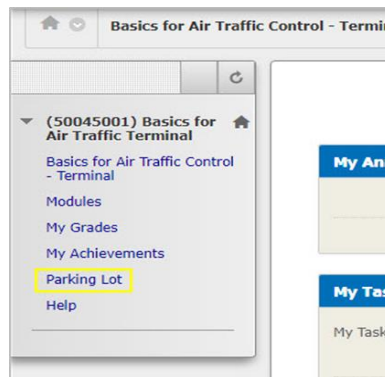 Basics for Air Traffic Control - Termi
(50045001) Basics for
Air Traffic Terminal
Basics for Air Traffic Control
- Terminal
Modules
My Grades
My Achievements
Parking Lot
Help
My An
My Tas
My Task